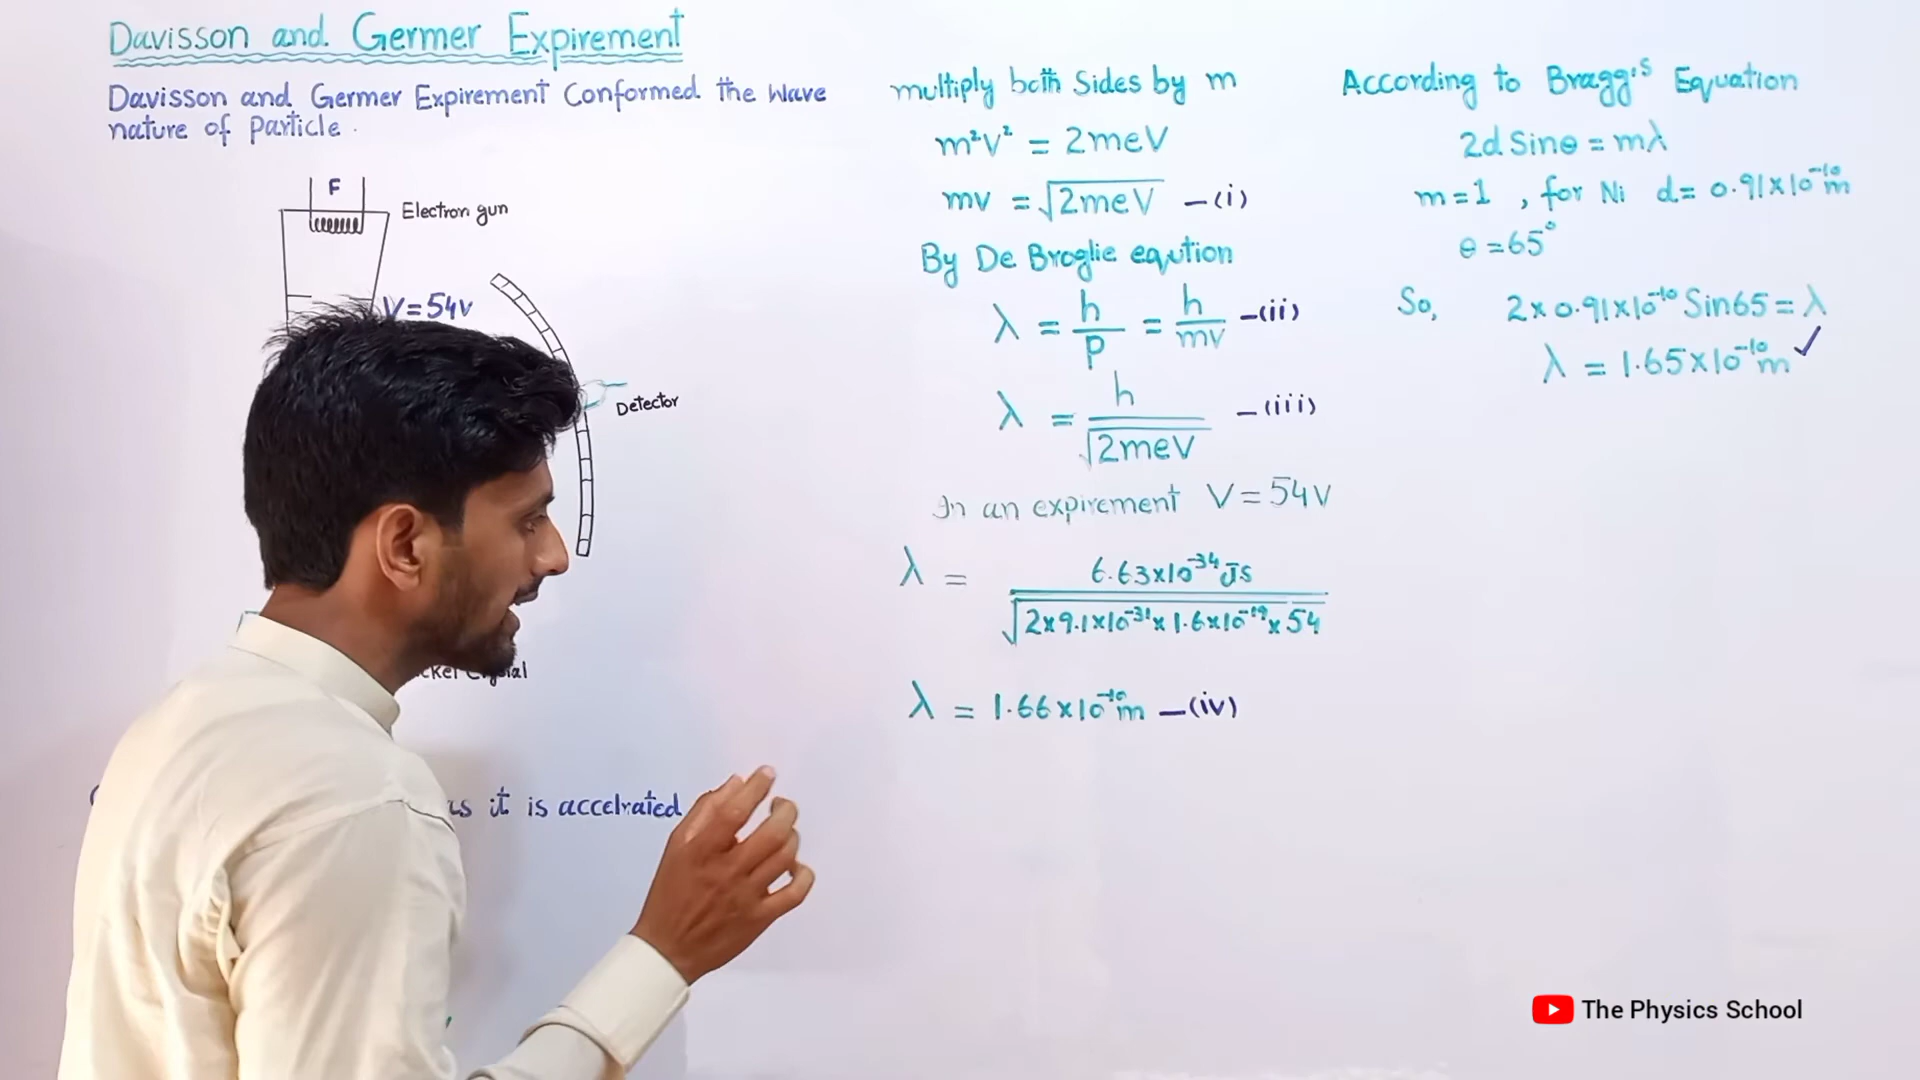 Davisson and Germer Expirement
Davisson and Germer Expirement Conformed the wave
nature of particle.
F
Electron gun
V=54v
Detector
as it is accelrated
multiply both Sides by m
m²v² = 2meV
mv = √2meV —(i)
By De Broglie eqution
λ = h/p = h/mv —(ii)
λ = h/√2meV —(iii)
In an expirement V=54v
λ = 6.63x10⁻³⁴Js/√2x9.1x10⁻³¹x1.6x10⁻¹⁹x54
λ = 1.66x10⁻¹⁰m —(iv)
According to Bragg's Equation
2d Sinθ = mλ
m=1 , for Ni d= 0.91x10⁻¹⁰m
θ = 65°
So, 2x0.91x10⁻¹⁰ Sin65 = λ
λ = 1.65x10⁻¹⁰m ✓
The Physics School